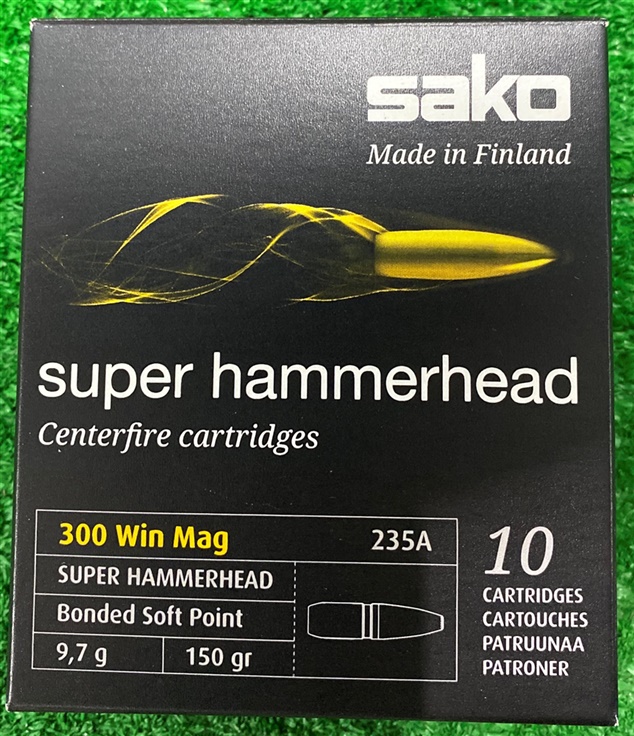 sako
Made in Finland
super hammerhead
Centerfire cartridges
300 Win Mag 235A
SUPER HAMMERHEAD
Bonded Soft Point
9,7 g 150 gr
10
CARTRIDGES
CARTOUCHES
PATRUUNAA
PATRONER